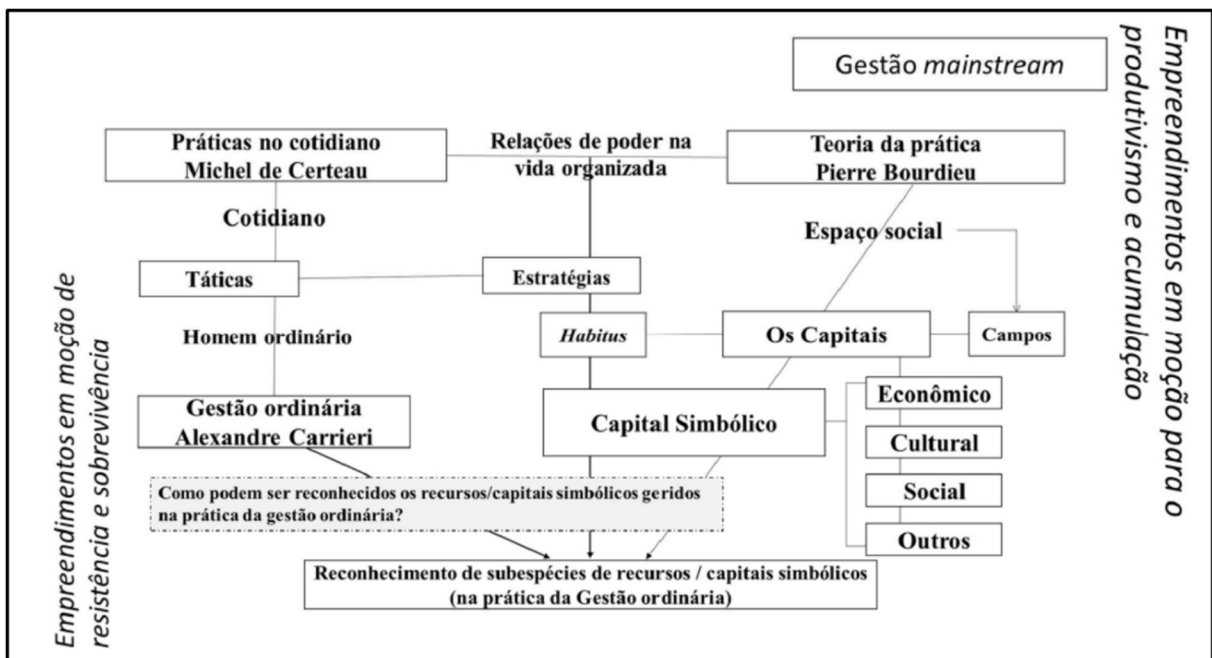 Gestão mainstream
Empreendimentos em moção para o
produtivismo e acumulação
Práticas no cotidiano
Michel de Certeau
Relações de poder na
vida organizada
Teoria da prática
Pierre Bourdieu
Cotidiano
Espaço social
Táticas
Estratégias
Homem ordinário
Habitus
Os Capitais
Campos
Empreendimentos em moção de
resistência e sobrevivência
Gestão ordinária
Alexandre Carrieri
Capital Simbólico
Econômico
Cultural
Social
Outros
Como podem ser reconhecidos os recursos/capitais simbólicos geridos
na prática da gestão ordinária?
Reconhecimento de subespécies de recursos / capitais simbólicos
(na prática da Gestão ordinária)